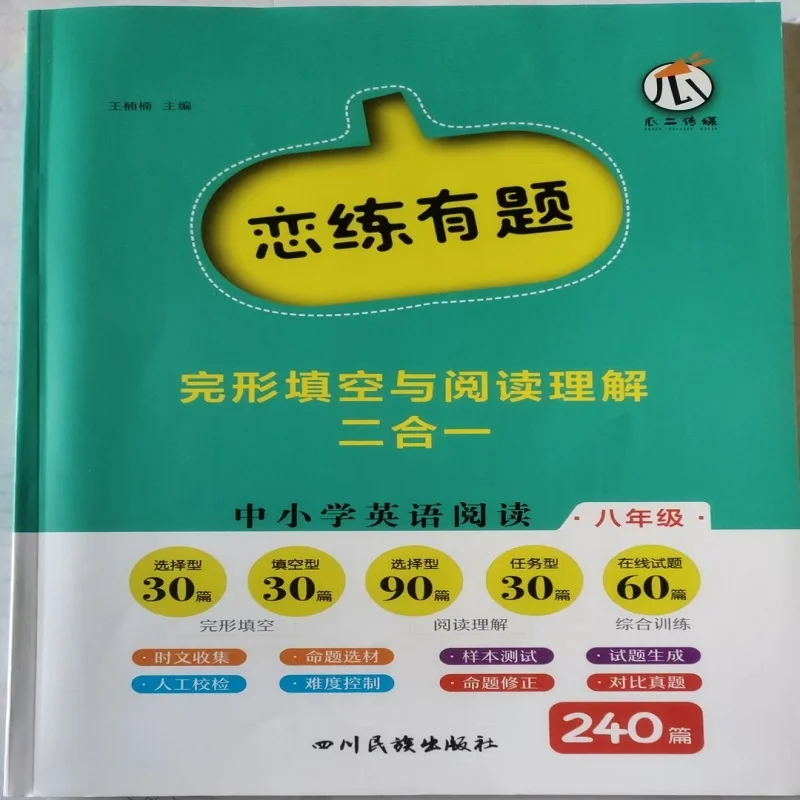 王楠楠 主编
瓜二传媒
恋练有题
完形填空与阅读理解
二合一
中小学英语阅读
·八年级·
选择型
30篇
填空型
30篇
选择型
90篇
任务型
30篇
在线试题
60篇
完形填空
阅读理解
综合训练
·时文收集
·命题选材
·样本测试
·试题生成
·人工校检
·难度控制
·命题修正
·对比真题
240篇
四川民族出版社